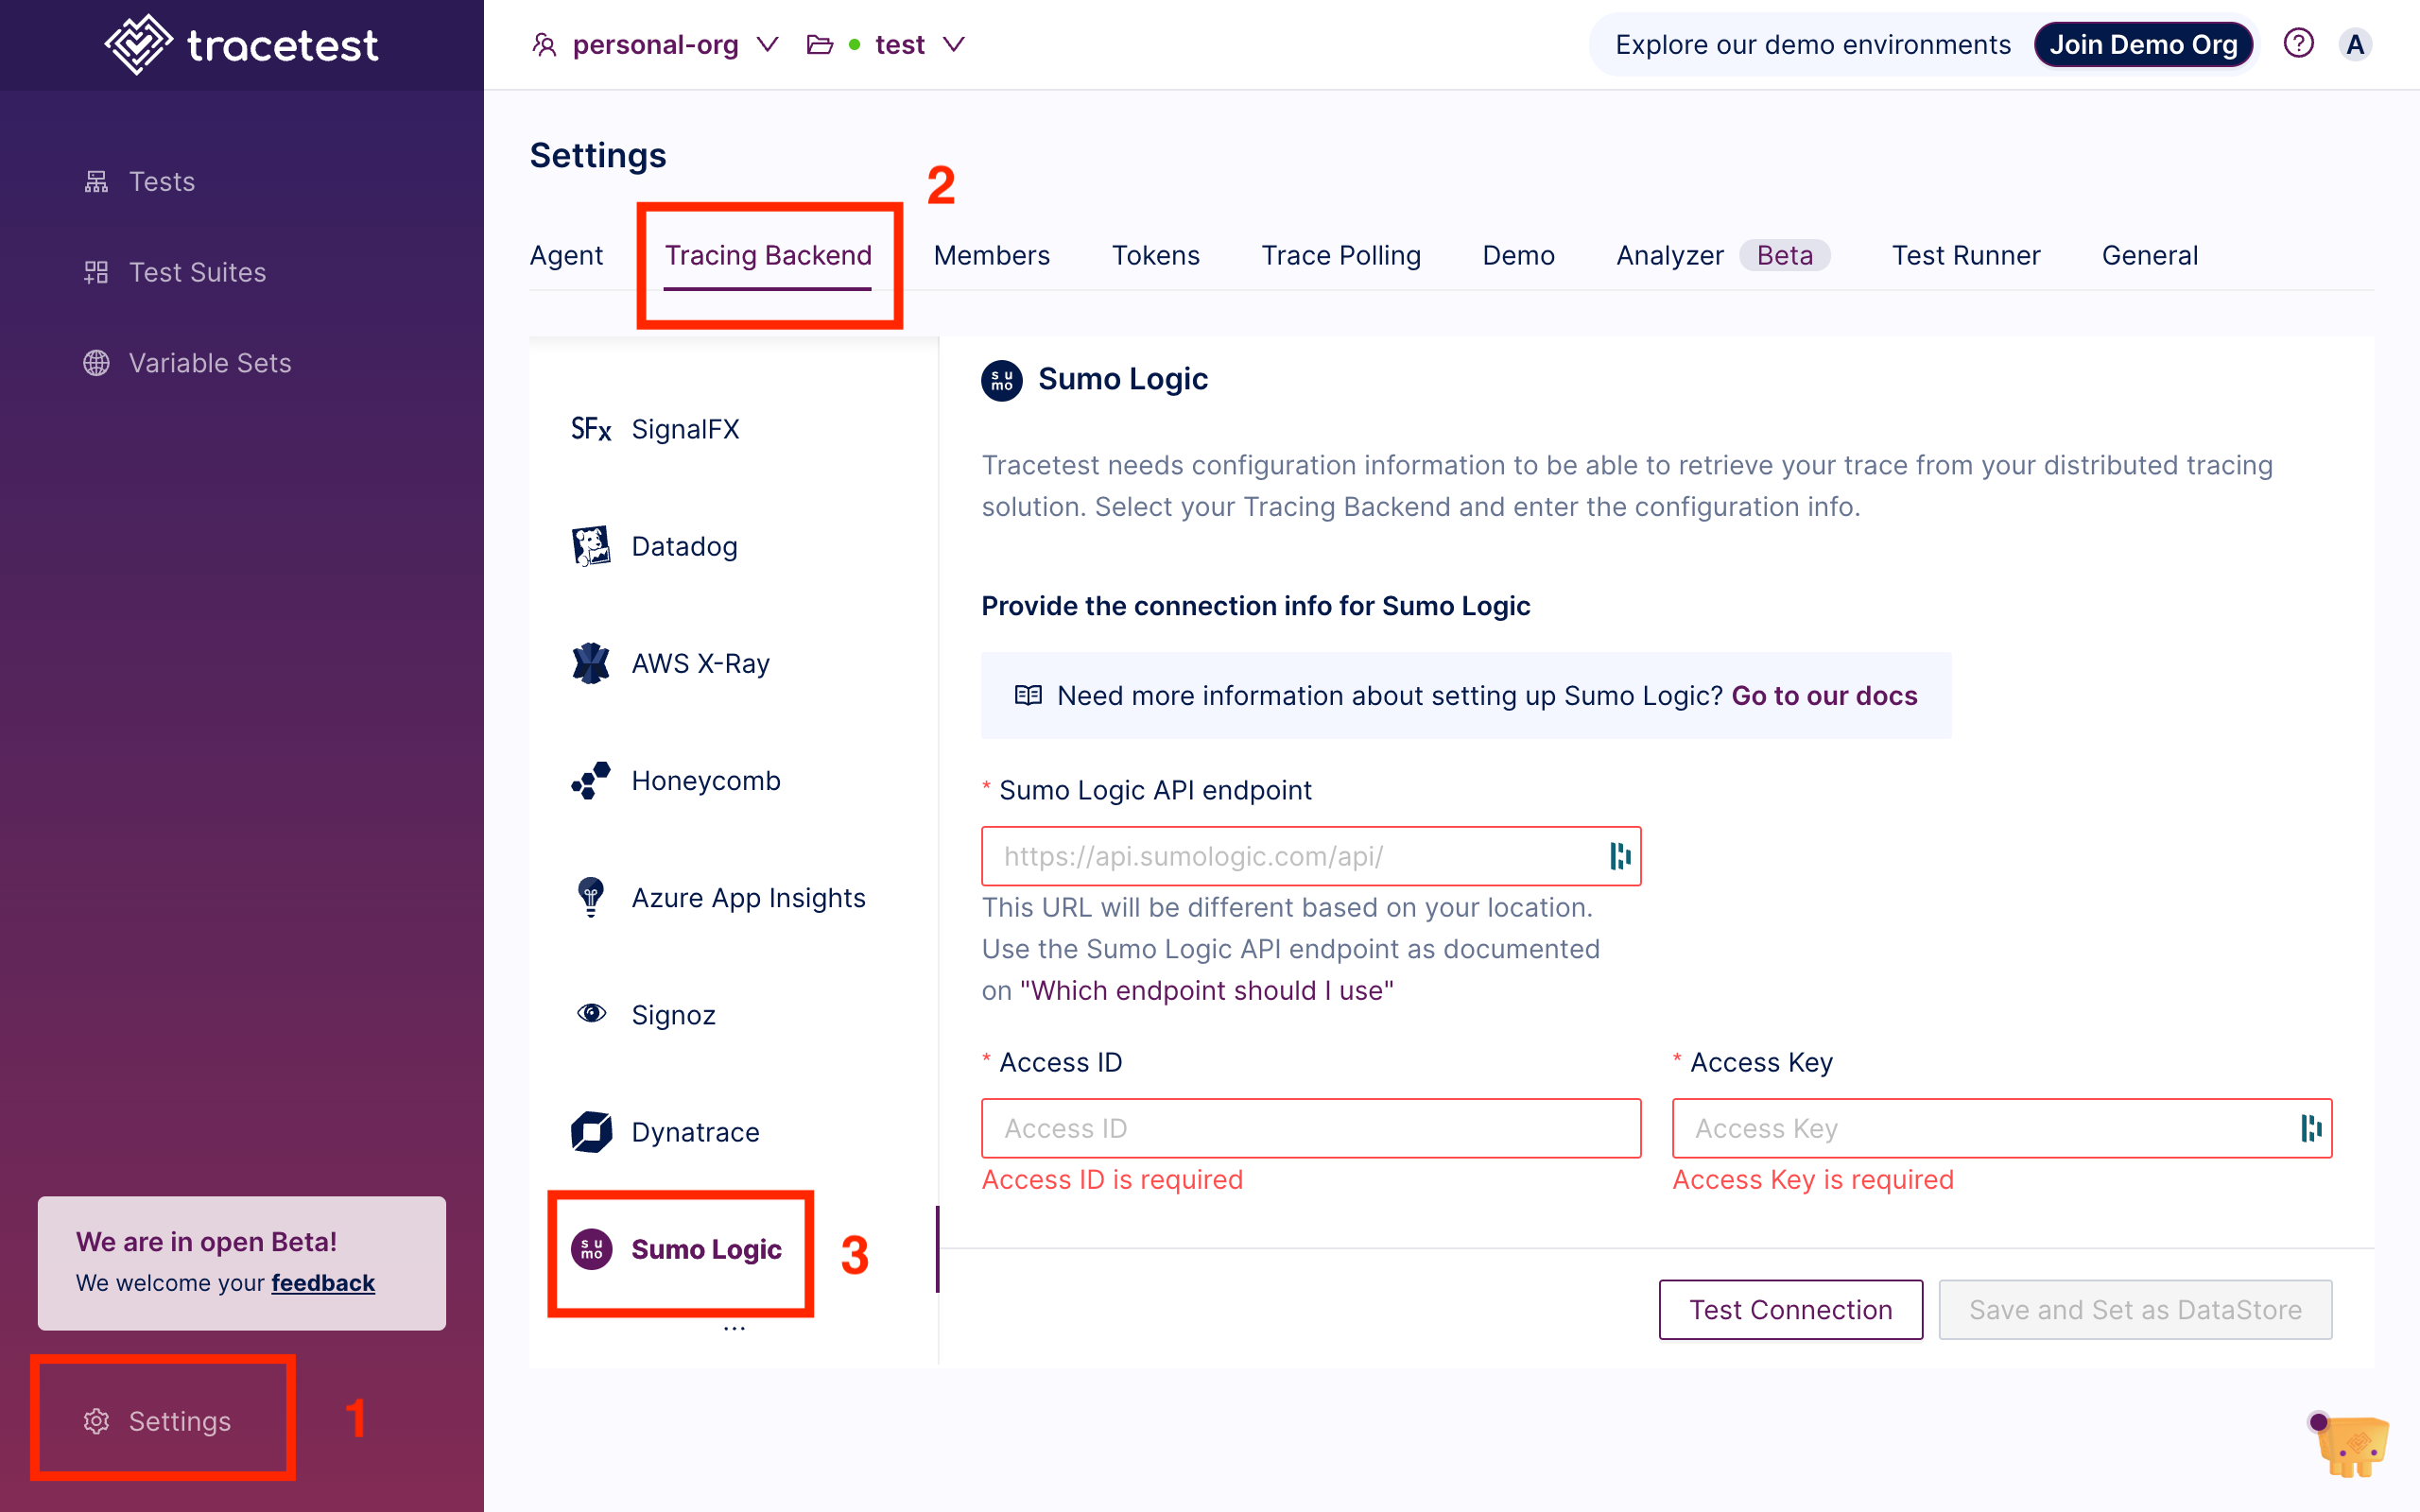 tracetest
personal-org test Explore our demo environments Join Demo Org A
Tests
Test Suites
Variable Sets
We are in open Beta!
We welcome your feedback
Settings 1
Settings
2
Agent Tracing Backend Members Tokens Trace Polling Demo Analyzer Beta Test Runner General
SFx SignalFX
Datadog
AWS X-Ray
Honeycomb
Azure App Insights
Signoz
Dynatrace
su
mo
Sumo Logic 3
...
su
mo
Sumo Logic
Tracetest needs configuration information to be able to retrieve your trace from your distributed tracing
solution. Select your Tracing Backend and enter the configuration info.
Provide the connection info for Sumo Logic
Need more information about setting up Sumo Logic? Go to our docs
* Sumo Logic API endpoint
https://api.sumologic.com/api/
This URL will be different based on your location.
Use the Sumo Logic API endpoint as documented
on "Which endpoint should I use"
* Access ID * Access Key
Access ID Access Key
Access ID is required Access Key is required
Test Connection Save and Set as DataStore